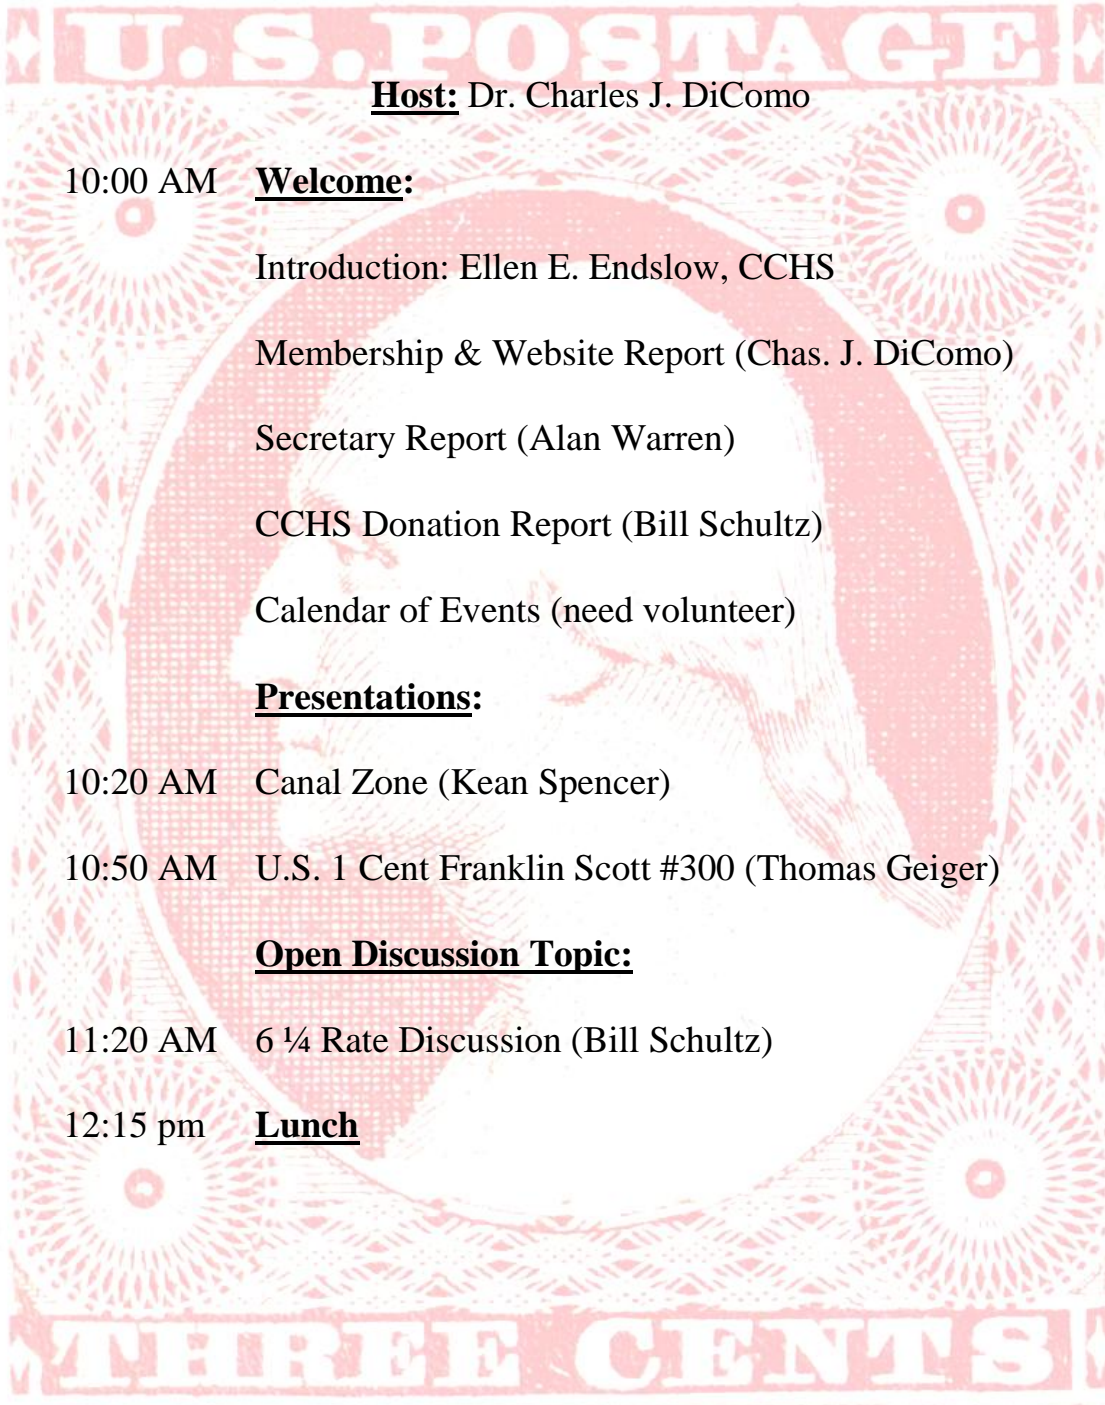 U.S. POSTAGE
Host: Dr. Charles J. DiComo
10:00 AM Welcome:
Introduction: Ellen E. Endslow, CCHS
Membership & Website Report (Chas. J. DiComo)
Secretary Report (Alan Warren)
CCHS Donation Report (Bill Schultz)
Calendar of Events (need volunteer)
Presentations:
10:20 AM Canal Zone (Kean Spencer)
10:50 AM U.S. 1 Cent Franklin Scott #300 (Thomas Geiger)
Open Discussion Topic:
11:20 AM 6 ¼ Rate Discussion (Bill Schultz)
12:15 pm Lunch
THREE CENTS